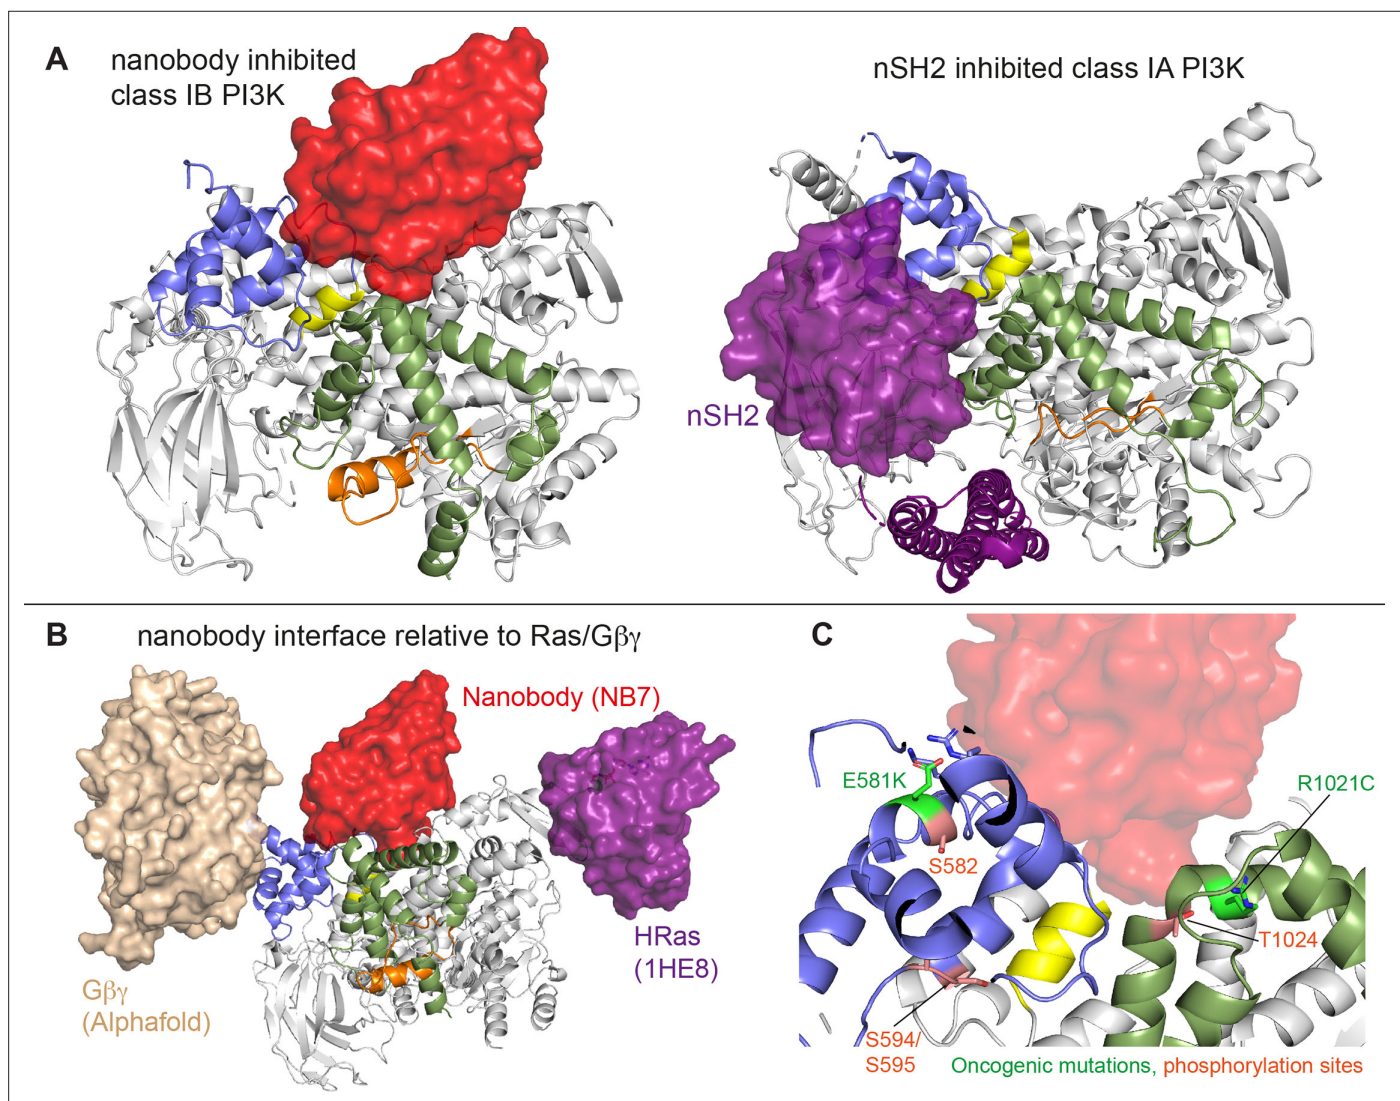 A
nanobody inhibited
class IB PI3K
nSH2 inhibited class IA PI3K
nSH2
B
nanobody interface relative to Ras/Gβγ
Nanobody (NB7)
HRas
(1HE8)
Gβγ
(Alphafold)
C
E581K
R1021C
S582
T1024
S594/
S595
Oncogenic mutations, phosphorylation sites